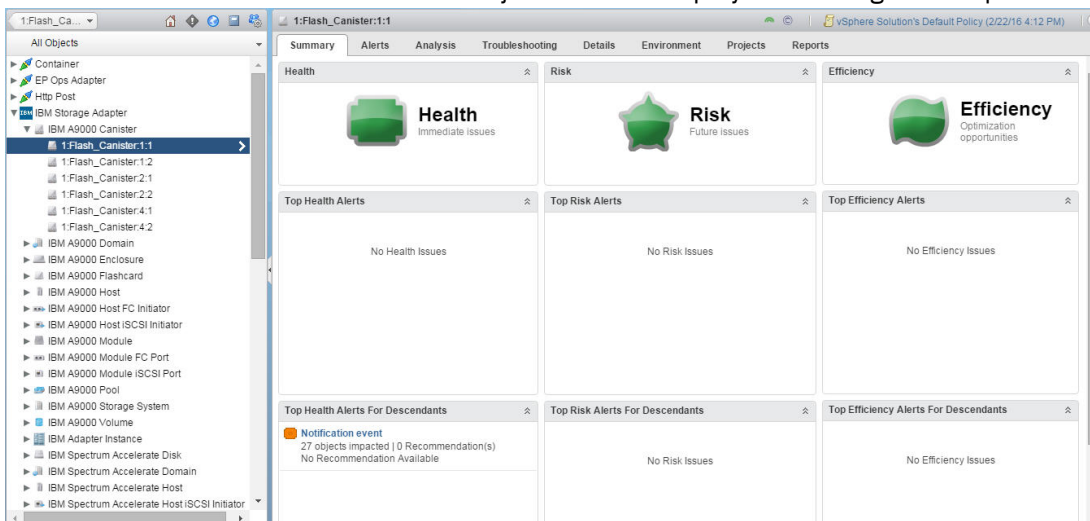 1:Flash_Ca...
All Objects
Container
EP Ops Adapter
Http Post
IBM IBM Storage Adapter
IBM A9000 Canister
1:Flash_Canister:1:1
1:Flash_Canister:1:2
1:Flash_Canister:2:1
1:Flash_Canister:2:2
1:Flash_Canister:4:1
1:Flash_Canister:4:2
IBM A9000 Domain
IBM A9000 Enclosure
IBM A9000 Flashcard
IBM A9000 Host
IBM A9000 Host FC Initiator
IBM A9000 Host iSCSI Initiator
IBM A9000 Module
IBM A9000 Module FC Port
IBM A9000 Module iSCSI Port
IBM A9000 Pool
IBM A9000 Storage System
IBM A9000 Volume
IBM Adapter Instance
IBM Spectrum Accelerate Disk
IBM Spectrum Accelerate Domain
IBM Spectrum Accelerate Host
IBM Spectrum Accelerate Host iSCSI Initiator
1:Flash_Canister:1:1 © vSphere Solution's Default Policy (2/22/16 4:12 PM)
Summary Alerts Analysis Troubleshooting Details Environment Projects Reports
Health Risk Efficiency
Health
Immediate issues
Risk
Future issues
Efficiency
Optimization
opportunities
Top Health Alerts Top Risk Alerts Top Efficiency Alerts
No Health Issues No Risk Issues No Efficiency Issues
Top Health Alerts For Descendants Top Risk Alerts For Descendants Top Efficiency Alerts For Descendants
Notification event
27 objects impacted | 0 Recommendation(s)
No Recommendation Available
No Risk Issues No Efficiency Issues